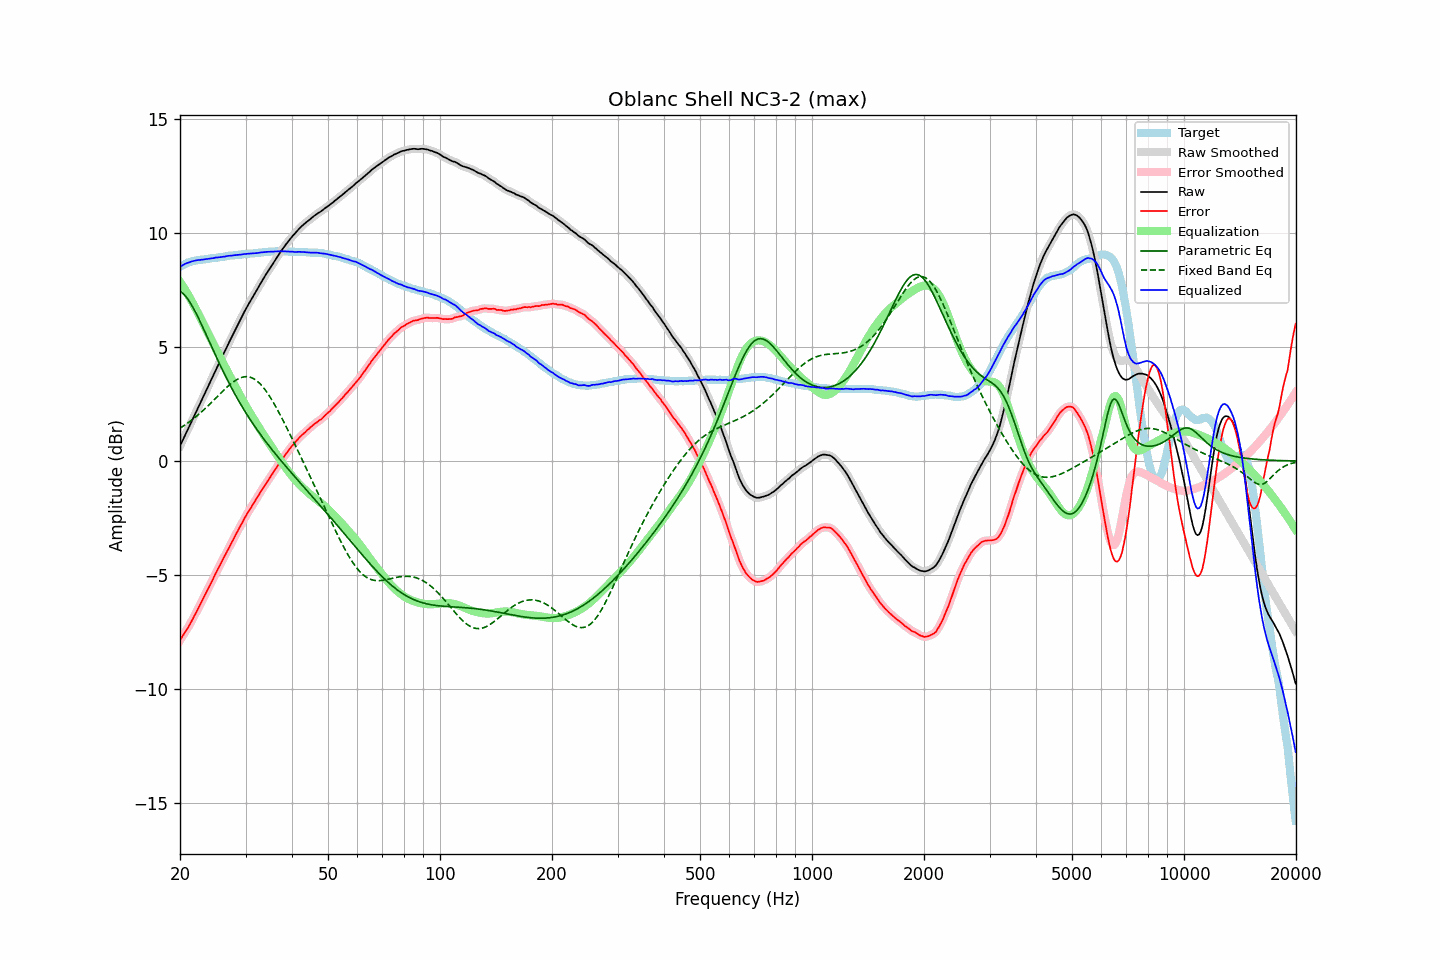 Oblanc Shell NC3-2 (max)
15
10
5
0
−5
−10
−15
Amplitude (dBr)
20
50
100
200
500
1000
2000
5000
10000
20000
Frequency (Hz)
Target
Raw Smoothed
Error Smoothed
Raw
Error
Equalization
Parametric Eq
Fixed Band Eq
Equalized